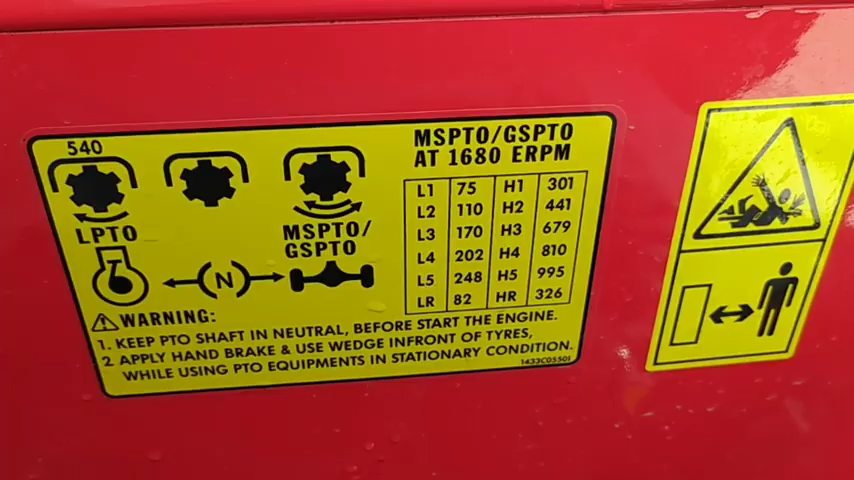 540
LPTO
MSPTO/
GSPTO
N
MSPTO/GSPTO
AT 1680 ERPM
L1 75 H1 301
L2 110 H2 441
L3 170 H3 679
L4 202 H4 810
L5 248 H5 995
LR 82 HR 326
WARNING:
1. KEEP PTO SHAFT IN NEUTRAL, BEFORE START THE ENGINE.
2 APPLY HAND BRAKE & USE WEDGE INFRONT OF TYRES,
WHILE USING PTO EQUIPMENTS IN STATIONARY CONDITION.
1433C05501